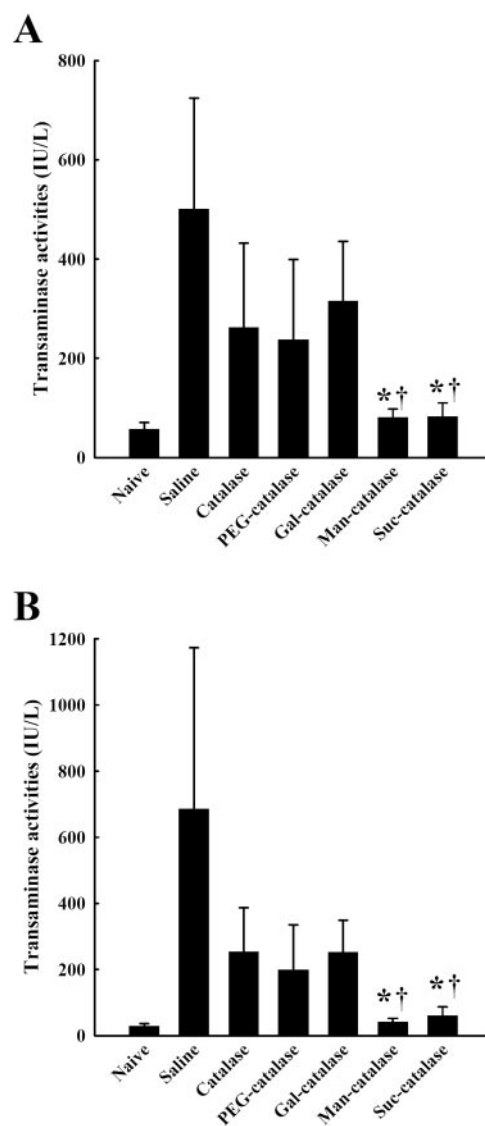 A
Transaminase activities (IU/L)
800
600
400
200
0
*† *†
Naive Saline Catalase PEG-catalase Gal-catalase Man-catalase Suc-catalase
B
Transaminase activities (IU/L)
1200
1000
800
600
400
200
0
*† *†
Naive Saline Catalase PEG-catalase Gal-catalase Man-catalase Suc-catalase